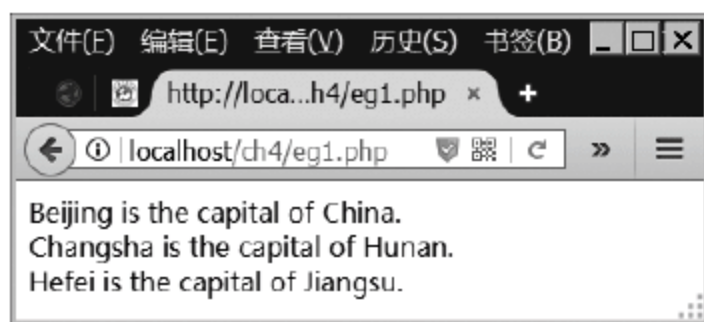 文件(F) 编辑(E) 查看(V) 历史(S) 书签(B)
http://loca...h4/eg1.php × +
localhost/ch4/eg1.php
Beijing is the capital of China.
Changsha is the capital of Hunan.
Hefei is the capital of Jiangsu.